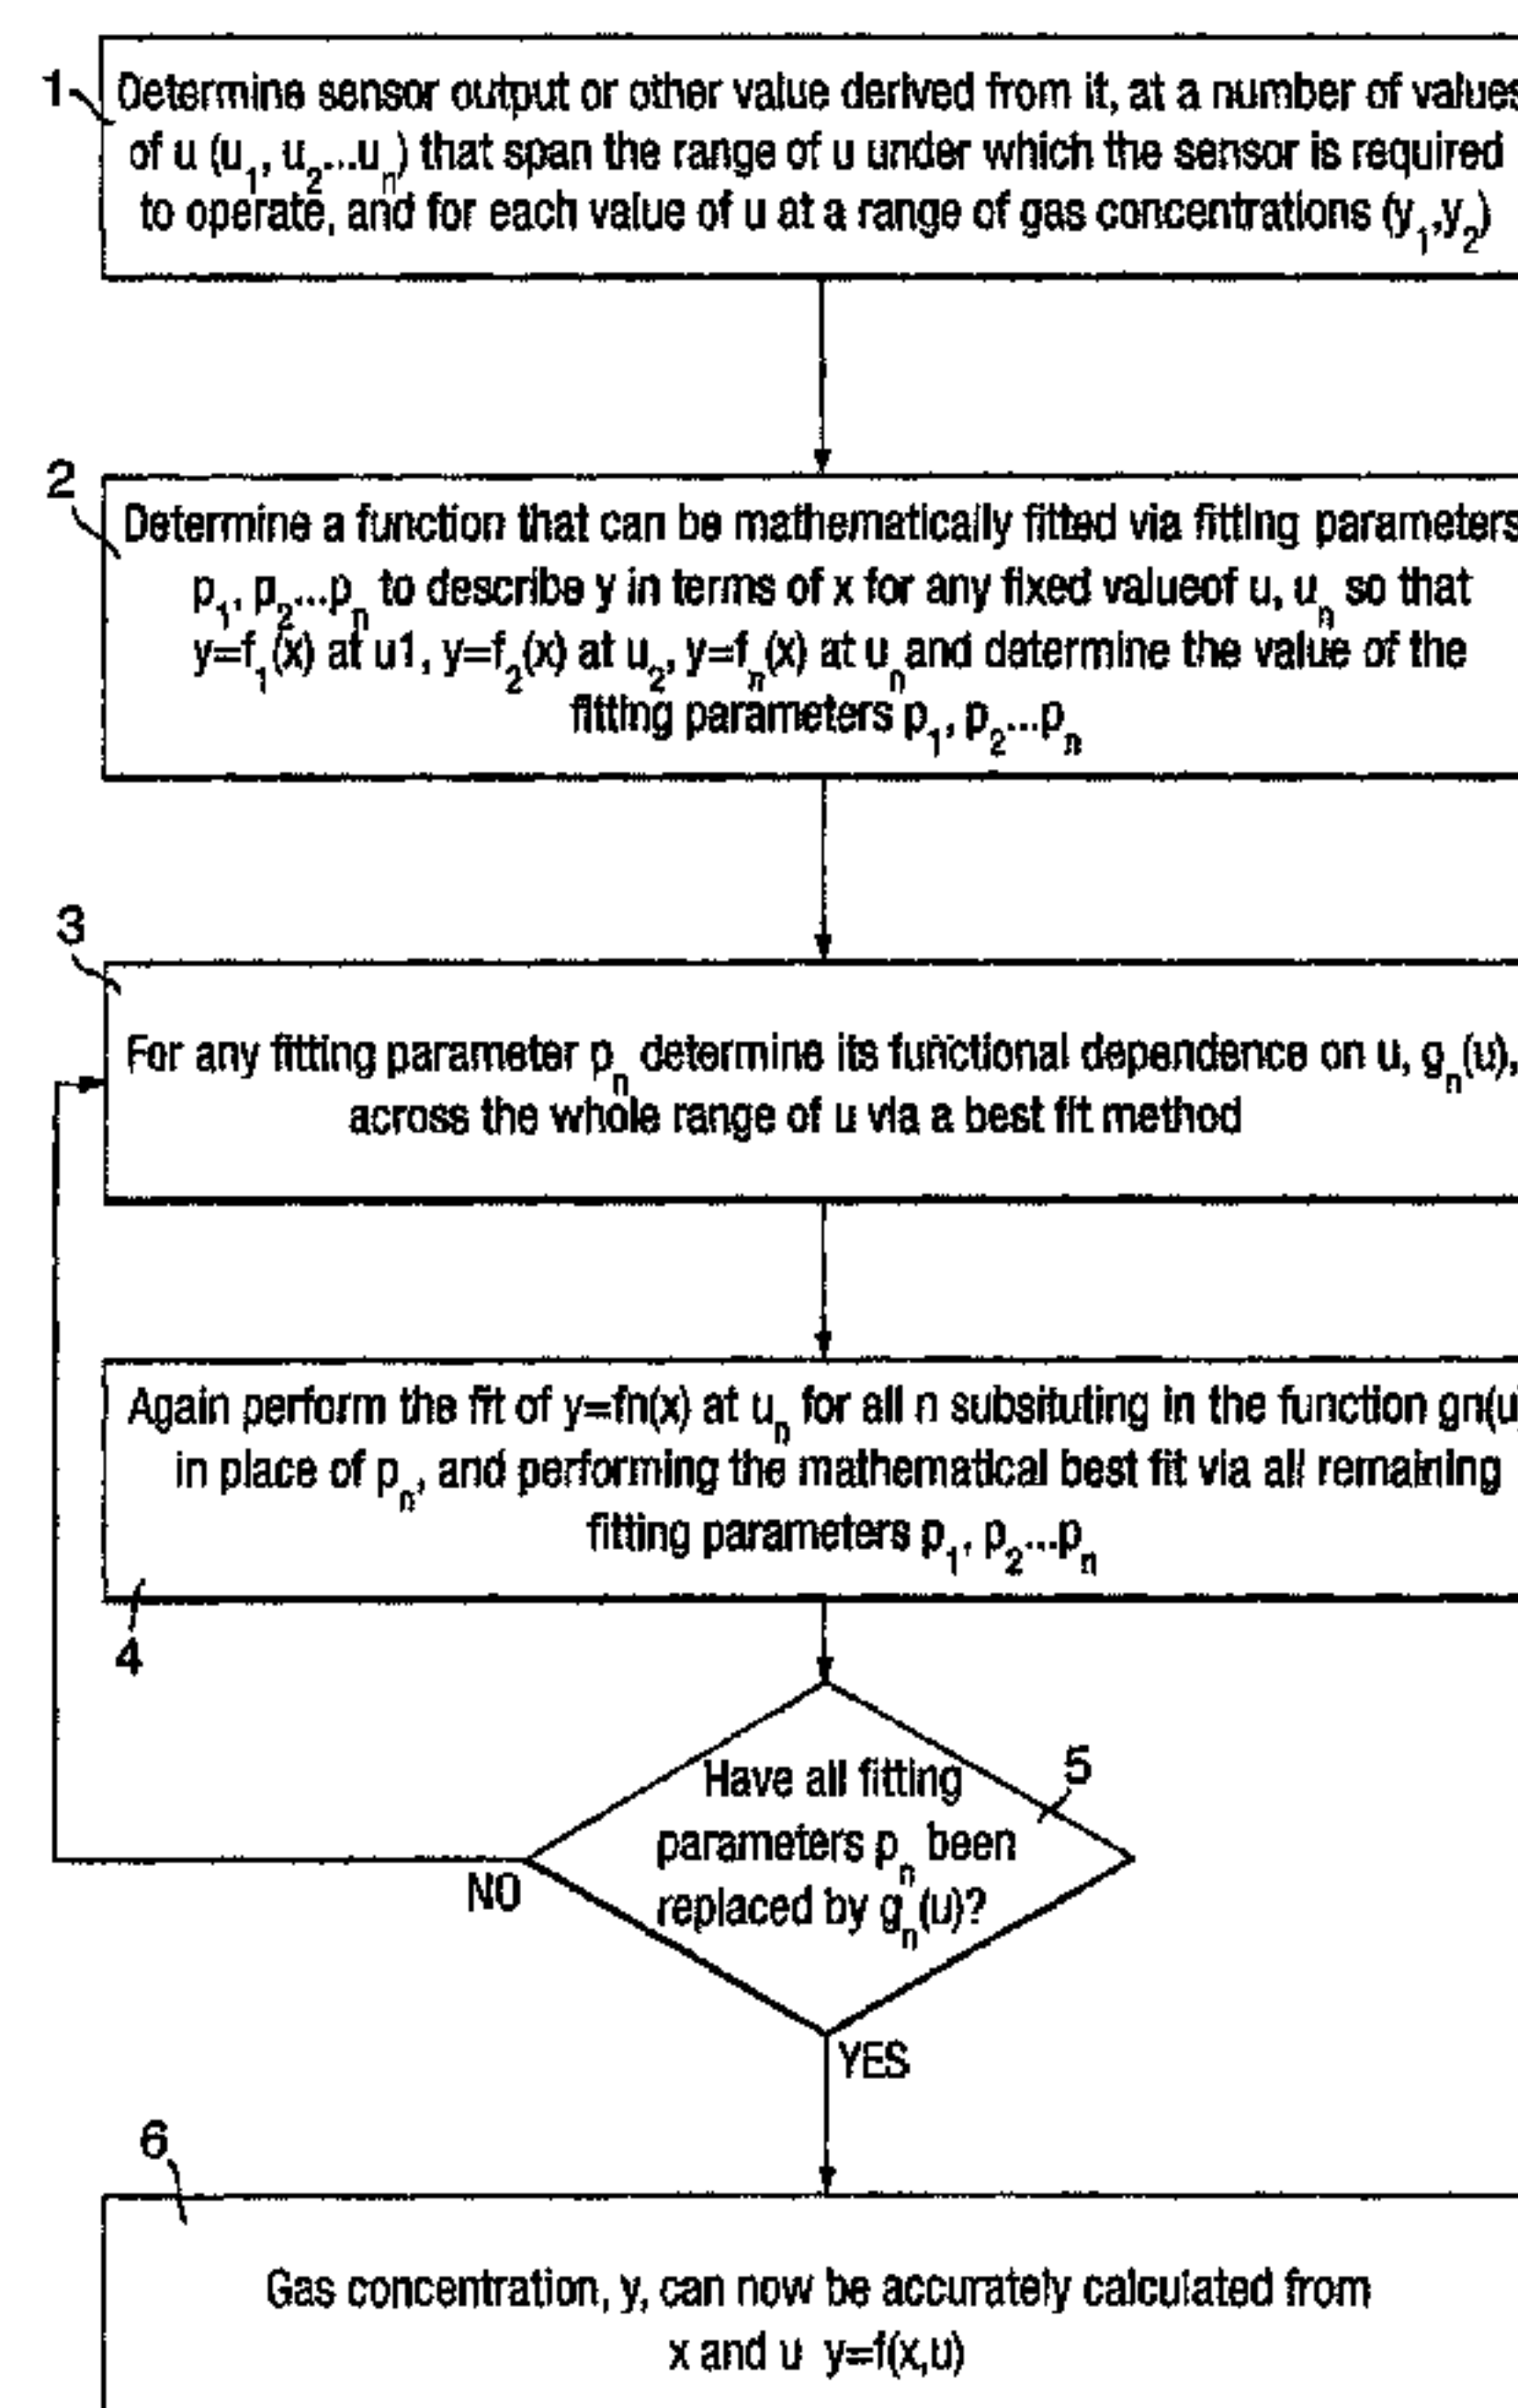 1
Determine sensor output or other value derived from it, at a number of values
of u (u₁, u₂...uₙ) that span the range of u under which the sensor is required
to operate, and for each value of u at a range of gas concentrations (y₁,y₂)
2
Determine a function that can be mathematically fitted via fitting parameters
p₁, p₂...pₙ to describe y in terms of x for any fixed valueof u, uₙ so that
y=f₁(x) at u1, y=f₂(x) at u₂, y=fₙ(x) at uₙ and determine the value of the
fitting parameters p₁, p₂...pₙ
3
For any fitting parameter pₙ determine its functional dependence on u, gₙ(u),
across the whole range of u via a best fit method
Again perform the fit of y=fn(x) at uₙ for all n subsituting in the function gn(u)
in place of pₙ, and performing the mathematical best fit via all remaining
fitting parameters p₁, p₂...pₙ
4
5
Have all fitting
parameters pₙ been
replaced by gₙ(u)?
NO
YES
6
Gas concentration, y, can now be accurately calculated from
x and u y=f(x,u)